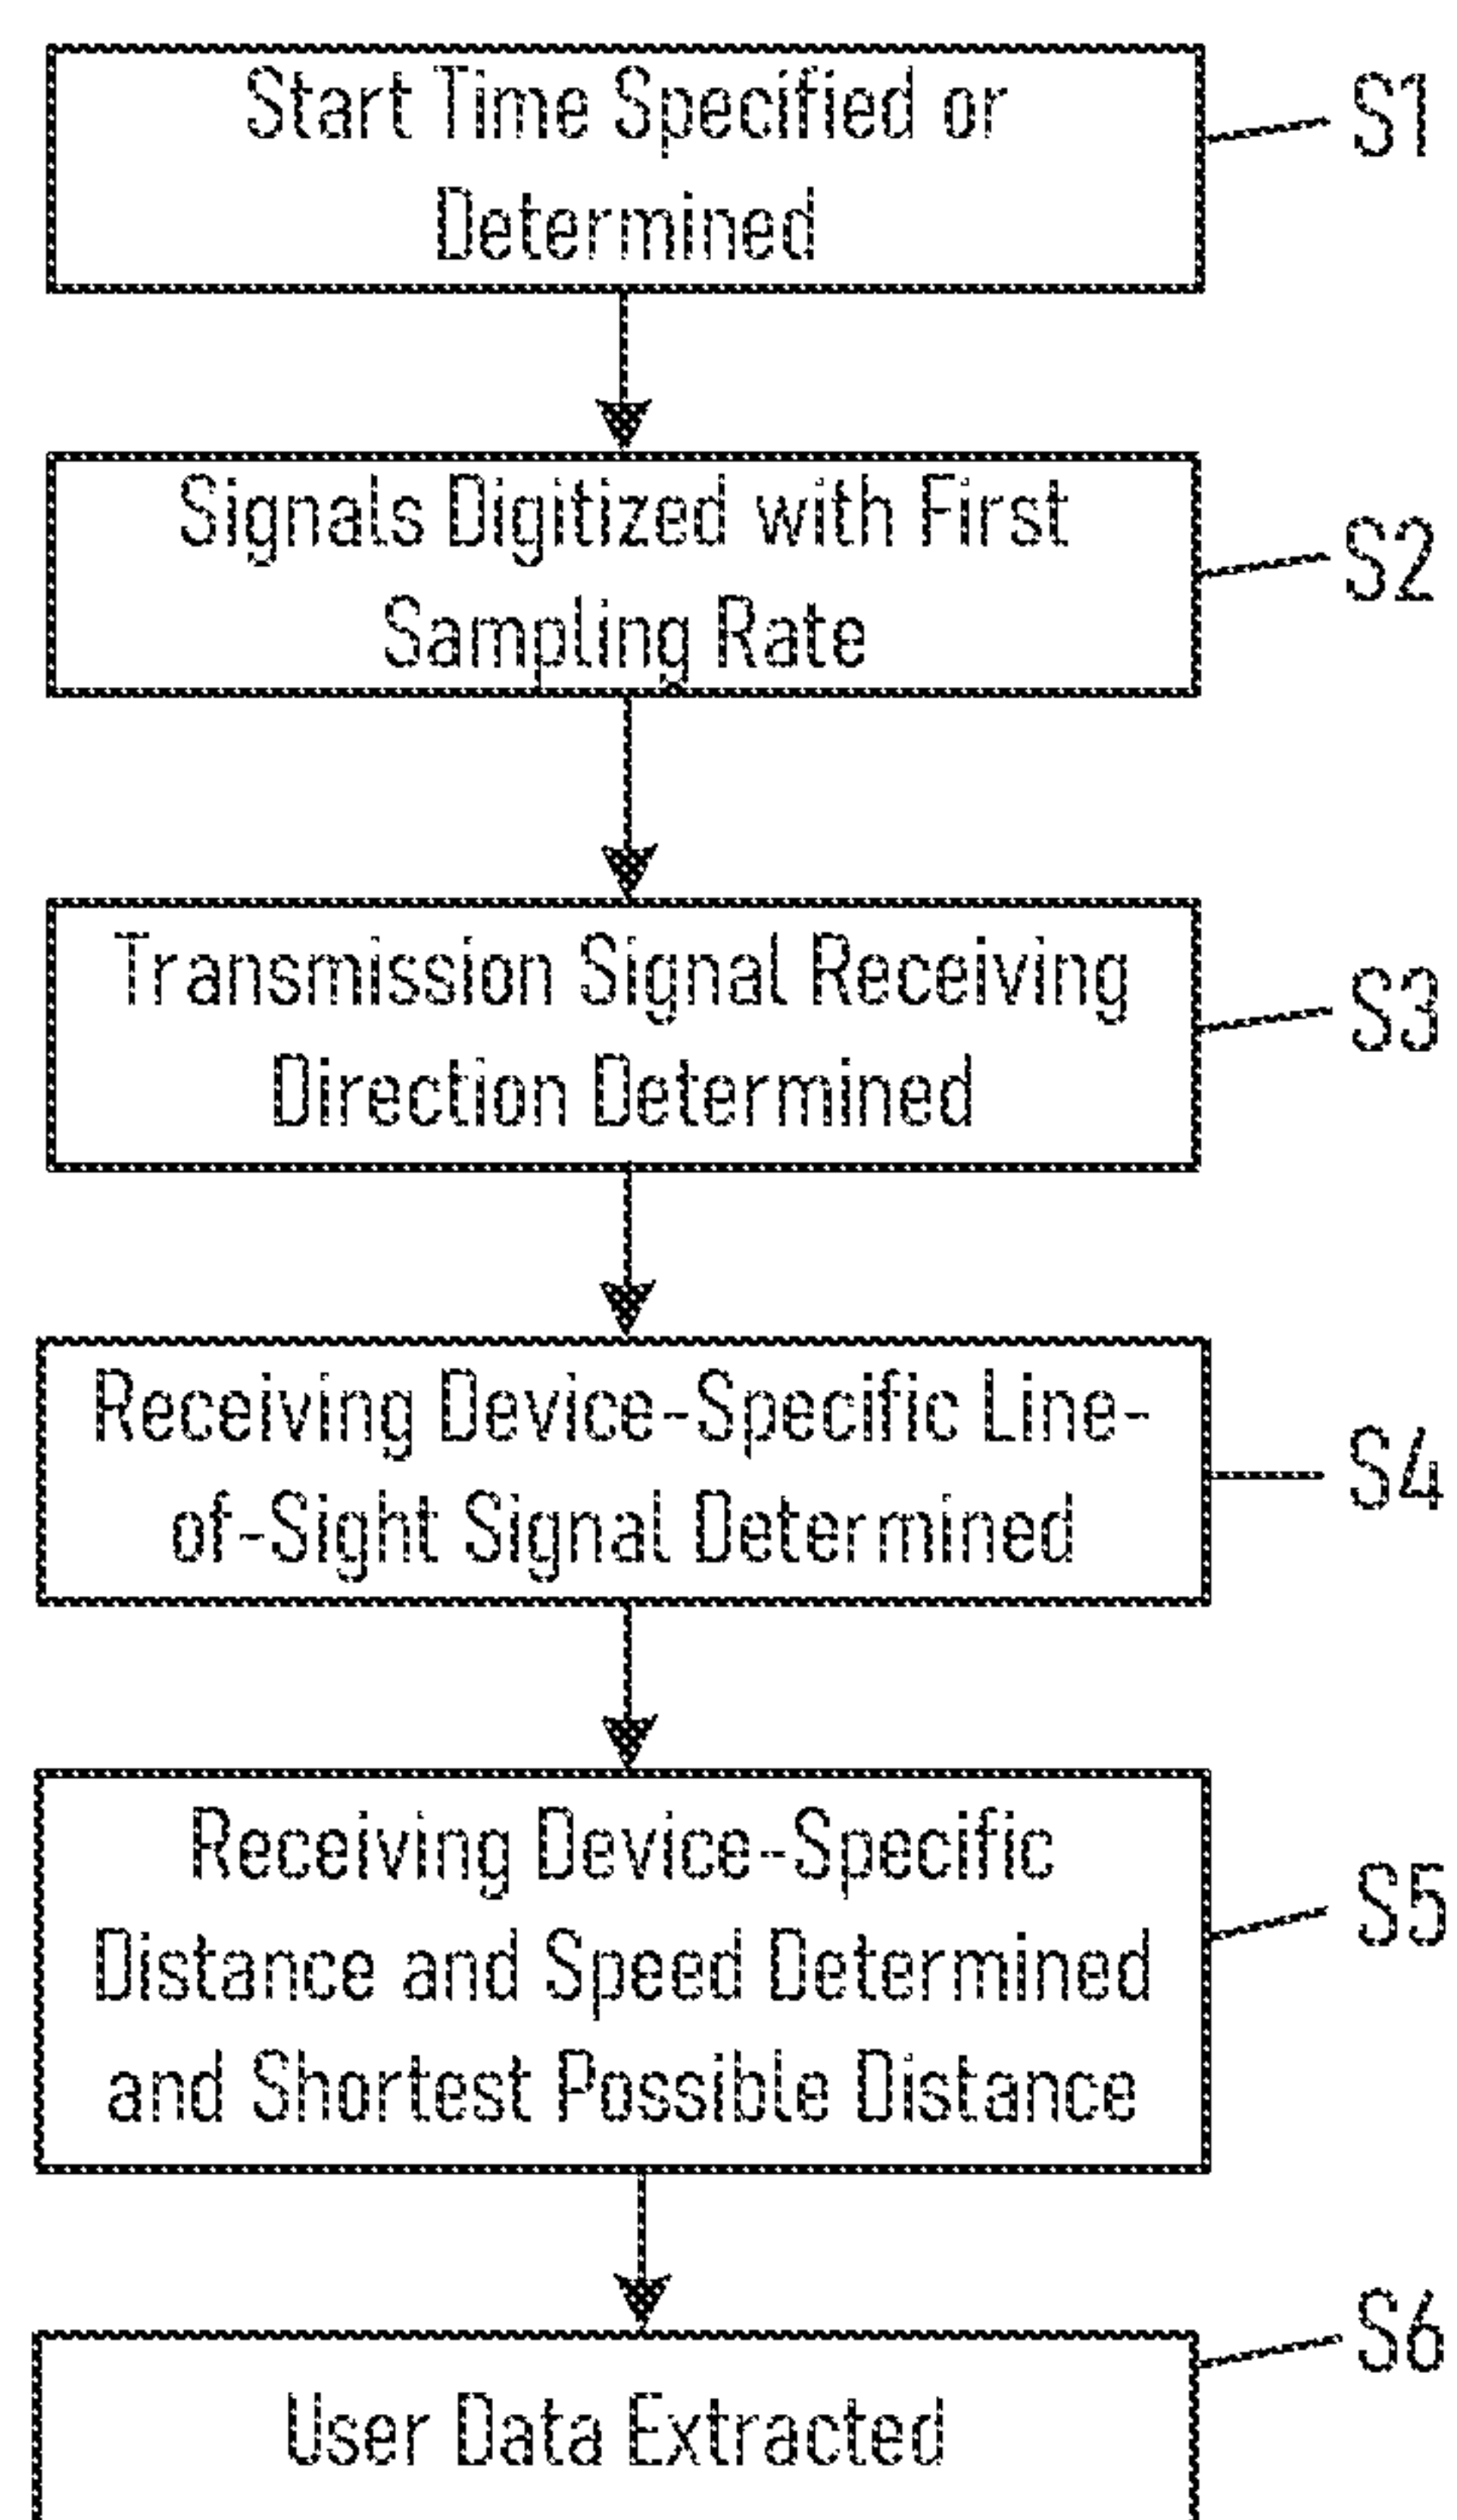 Start Time Specified or
Determined
S1
Signals Digitized with First
Sampling Rate
S2
Transmission Signal Receiving
Direction Determined
S3
Receiving Device-Specific Line-
of-Sight Signal Determined
S4
Receiving Device-Specific
Distance and Speed Determined
and Shortest Possible Distance
S5
User Data Extracted
S6